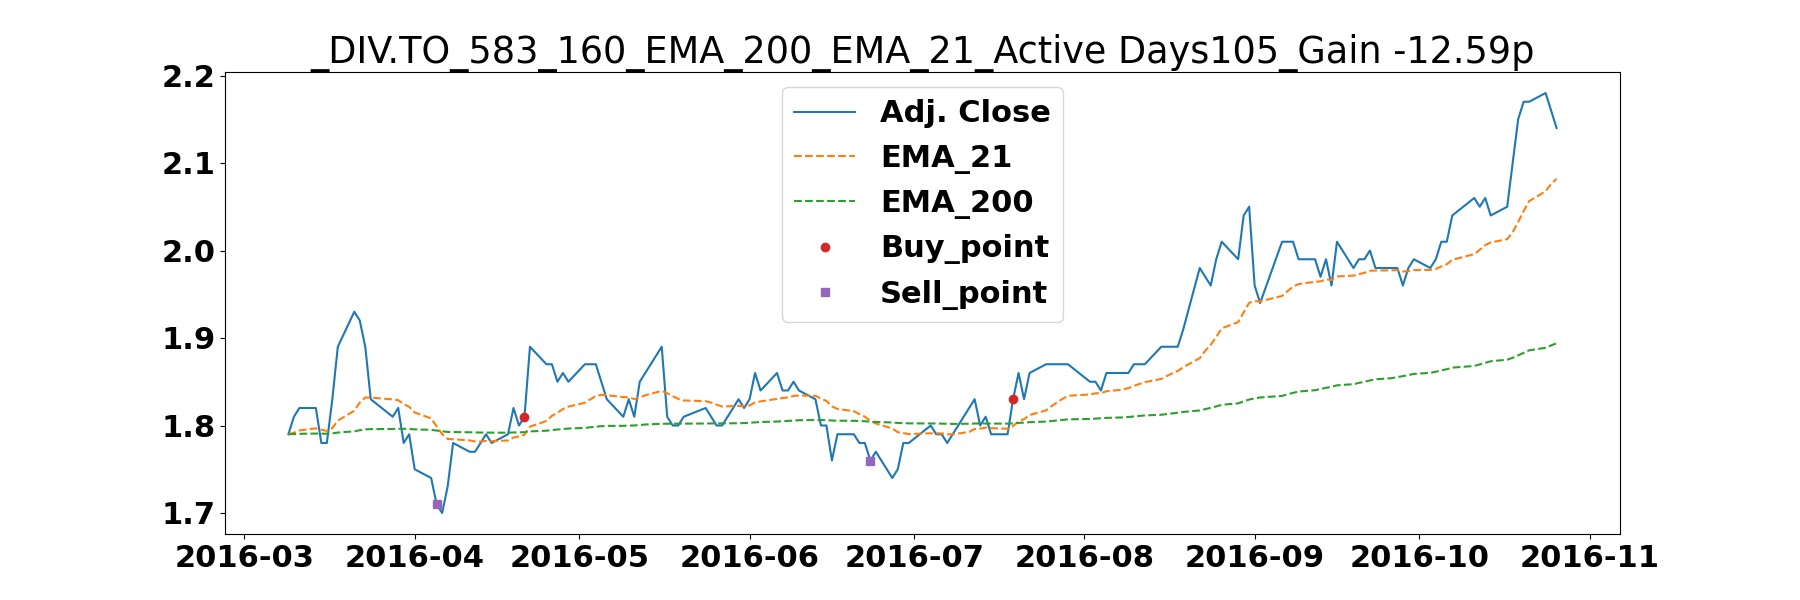 _DIV.TO_583_160_EMA_200_EMA_21_Active Days105_Gain -12.59p
2.2
2.1
2.0
1.9
1.8
1.7
Adj. Close
EMA_21
EMA_200
Buy_point
Sell_point
2016-03 2016-04 2016-05 2016-06 2016-07 2016-08 2016-09 2016-10 2016-11